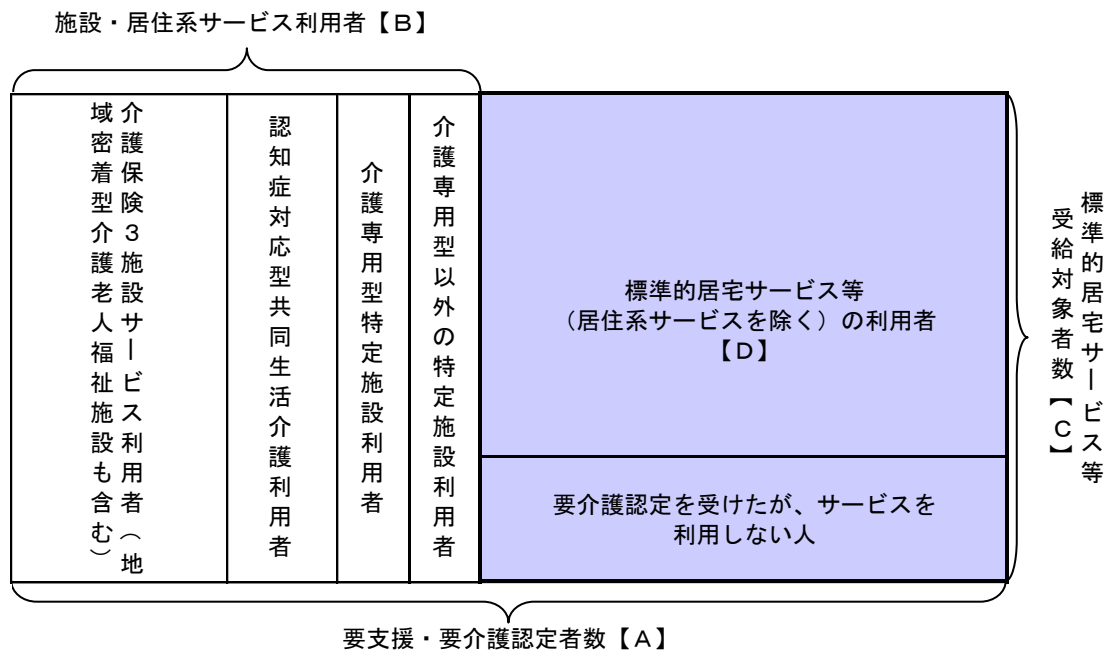 施設・居住系サービス利用者【Ｂ】
介護保険３施設サービス利用者（地
域密着型介護老人福祉施設も含む）
認知症対応型共同生活介護利用者
介護専用型特定施設利用者
介護専用型以外の特定施設利用者
標準的居宅サービス等
（居住系サービスを除く）の利用者
【Ｄ】
要介護認定を受けたが、サービスを
利用しない人
標準的居宅サービス等
受給対象者数【Ｃ】
要支援・要介護認定者数【Ａ】